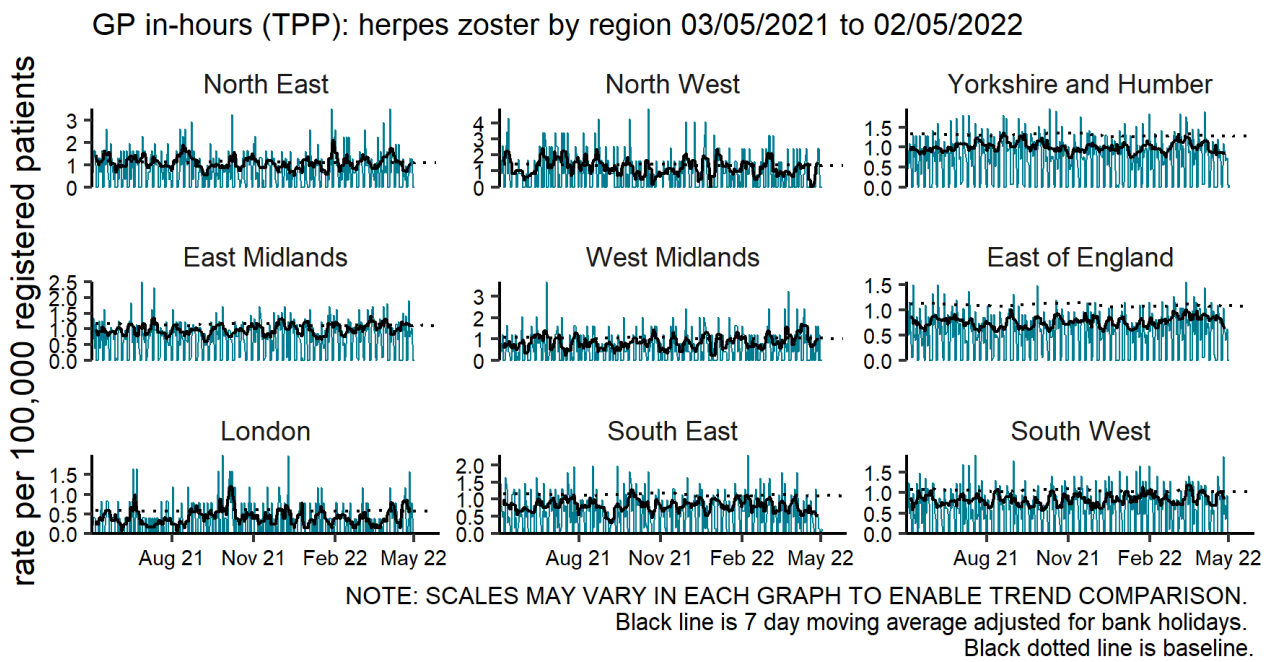 GP in-hours (TPP): herpes zoster by region 03/05/2021 to 02/05/2022
rate per 100,000 registered patients
North East
3
2
1
0
North West
4
3
2
1
0
Yorkshire and Humber
1.5
1.0
0.5
0.0
East Midlands
2.5
2.0
1.5
1.0
0.5
0.0
West Midlands
3
2
1
0
East of England
1.5
1.0
0.5
0.0
London
1.5
1.0
0.5
0.0
South East
2.0
1.5
1.0
0.5
0.0
South West
1.5
1.0
0.5
0.0
Aug 21 Nov 21 Feb 22 May 22
Aug 21 Nov 21 Feb 22 May 22
Aug 21 Nov 21 Feb 22 May 22
NOTE: SCALES MAY VARY IN EACH GRAPH TO ENABLE TREND COMPARISON.
Black line is 7 day moving average adjusted for bank holidays.
Black dotted line is baseline.